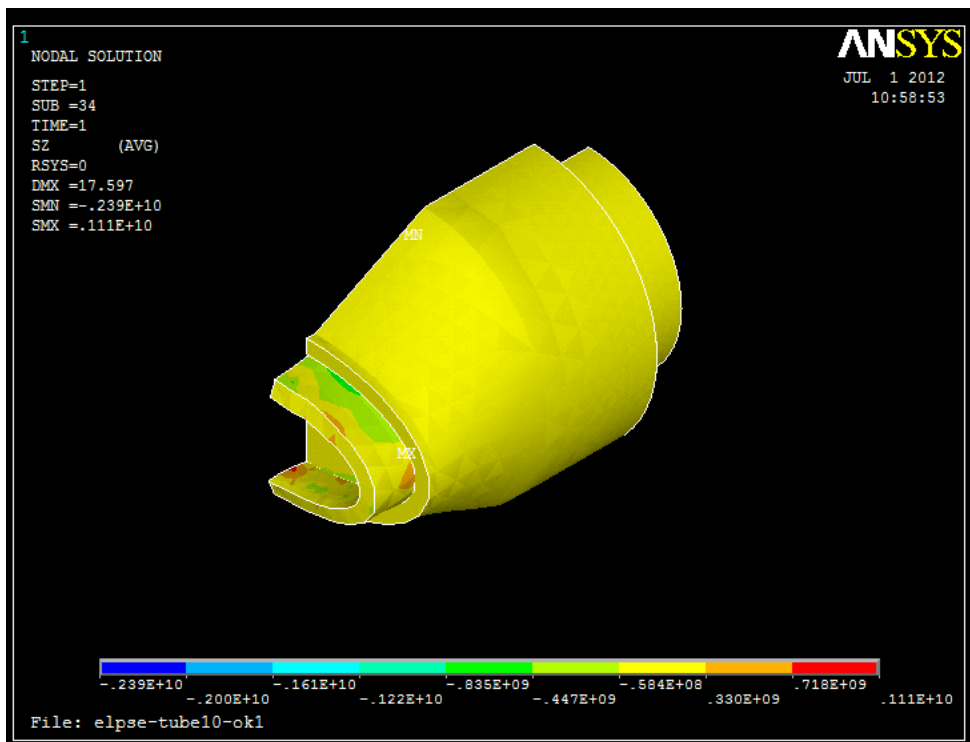 1
NODAL SOLUTION
STEP=1
SUB =34
TIME=1
SZ (AVG)
RSYS=0
DMX =17.597
SMN =-.239E+10
SMX =.111E+10
ANSYS
JUL 1 2012
10:58:53
MN
MX
-.239E+10 -.161E+10 -.835E+09 -.584E+08 .718E+09
-.200E+10 -.122E+10 -.447E+09 .330E+09 .111E+10
File: elpse-tube10-ok1